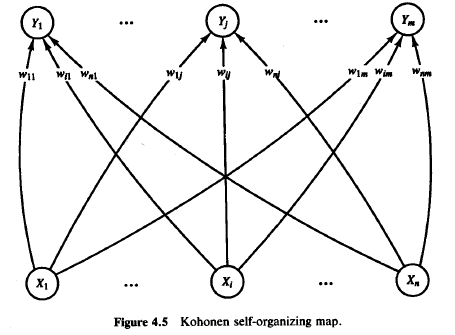 Y1 ... Yj ... Ym
w11 wi1 wn1 w1j wij wnj w1m wim wnm
X1 ... Xi ... Xn
Figure 4.5 Kohonen self-organizing map.